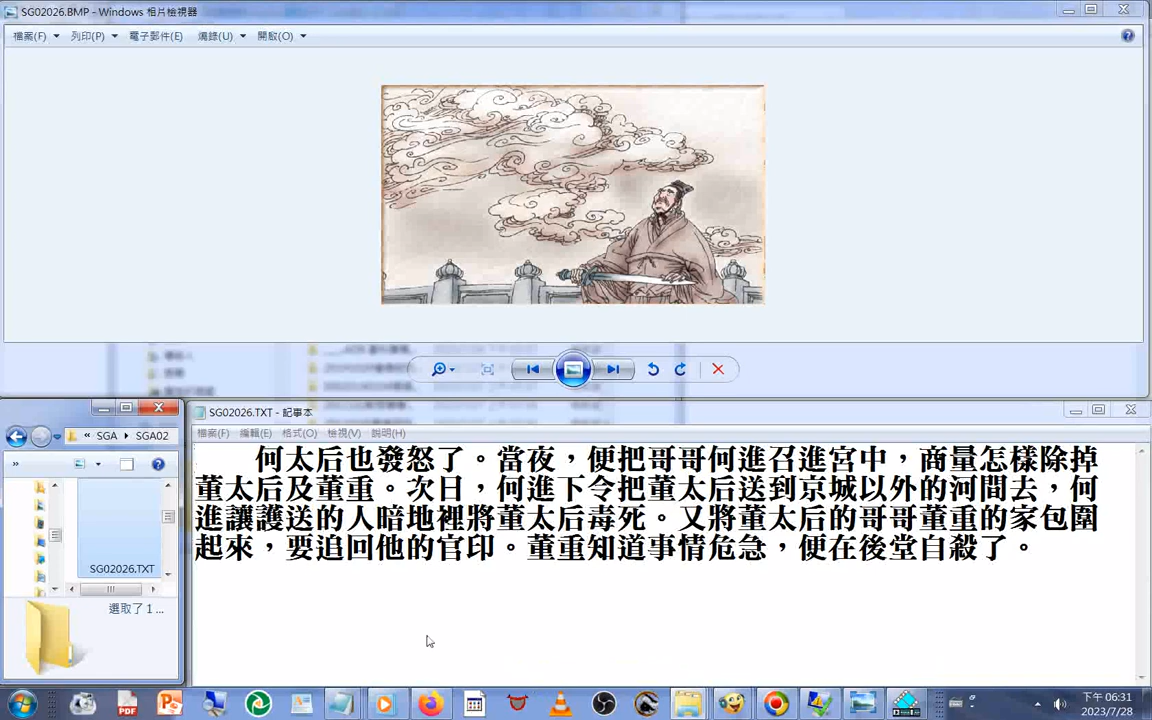 SG02026.BMP - Windows 相片檢視器
檔案(F) 列印(P) 電子郵件(E) 燒錄(U) 開啟(O)
SGA SGA02
SG02026.TXT
選取了 1 ...
SG02026.TXT - 記事本
檔案(F) 編輯(E) 格式(O) 檢視(V) 說明(H)
何太后也發怒了。當夜，便把哥哥何進召進宮中，商量怎樣除掉
董太后及董重。次日，何進下令把董太后送到京城以外的河間去，何
進讓護送的人暗地裡將董太后毒死。又將董太后的哥哥董重的家包圍
起來，要追回他的官印。董重知道事情危急，便在後堂自殺了。
PDF
下午 06:31
2023/7/28